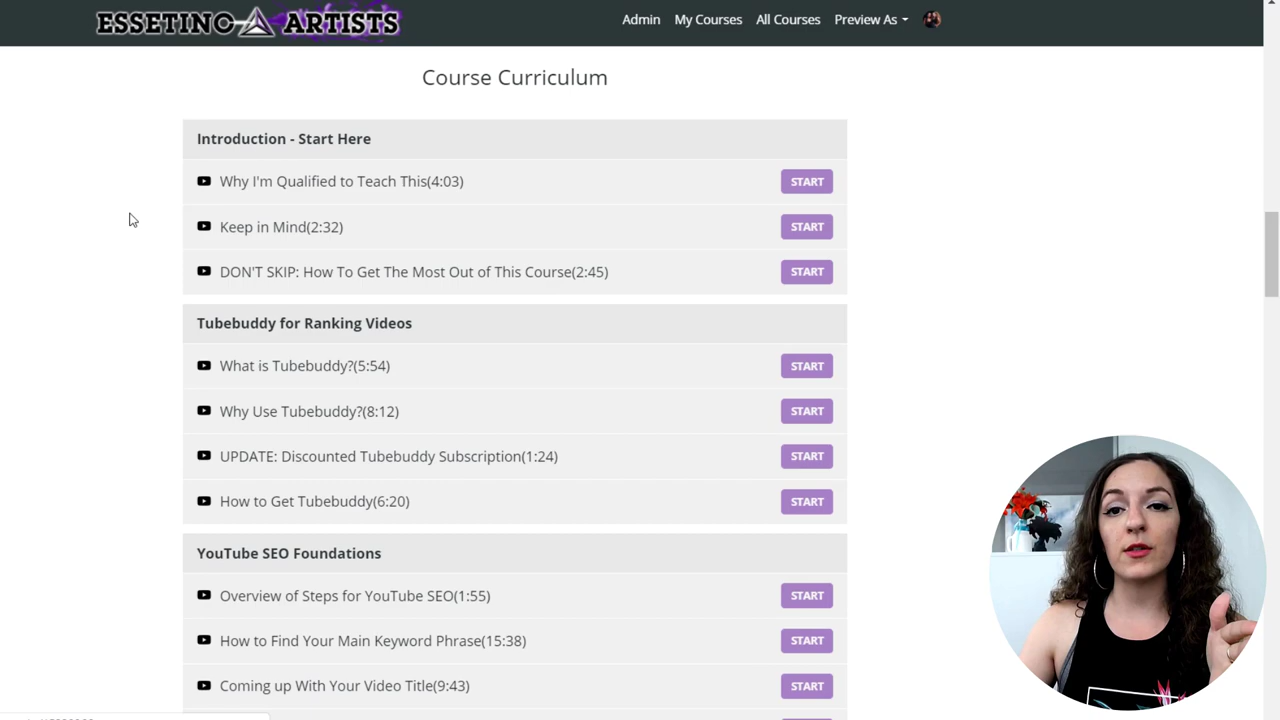 ESSETINO ARTISTS
Admin My Courses All Courses Preview As
Course Curriculum
Introduction - Start Here
Why I'm Qualified to Teach This(4:03) START
Keep in Mind(2:32) START
DON'T SKIP: How To Get The Most Out of This Course(2:45) START
Tubebuddy for Ranking Videos
What is Tubebuddy?(5:54) START
Why Use Tubebuddy?(8:12) START
UPDATE: Discounted Tubebuddy Subscription(1:24) START
How to Get Tubebuddy(6:20) START
YouTube SEO Foundations
Overview of Steps for YouTube SEO(1:55) START
How to Find Your Main Keyword Phrase(15:38) START
Coming up With Your Video Title(9:43) START